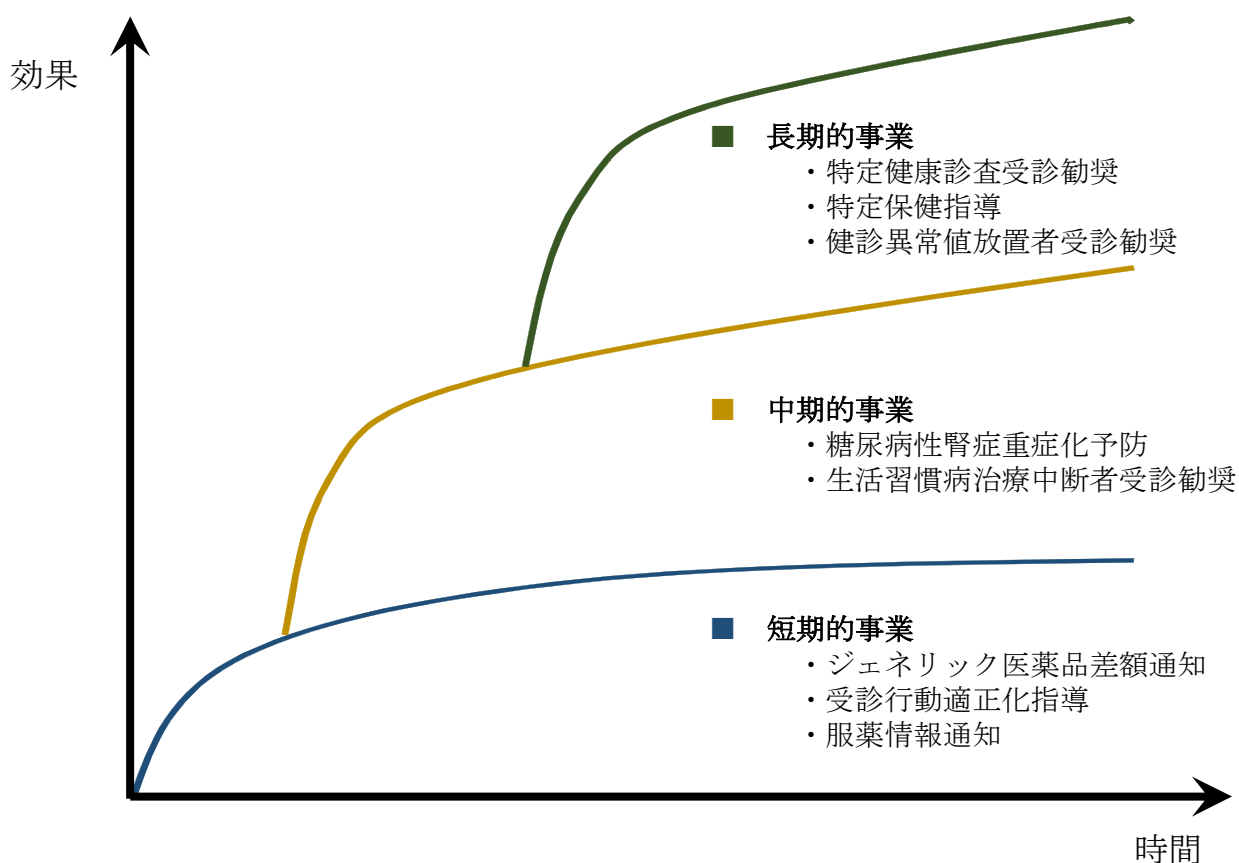 効果
■ 長期的事業
・特定健康診査受診勧奨
・特定保健指導
・健診異常値放置者受診勧奨
■ 中期的事業
・糖尿病性腎症重症化予防
・生活習慣病治療中断者受診勧奨
■ 短期的事業
・ジェネリック医薬品差額通知
・受診行動適正化指導
・服薬情報通知
時間